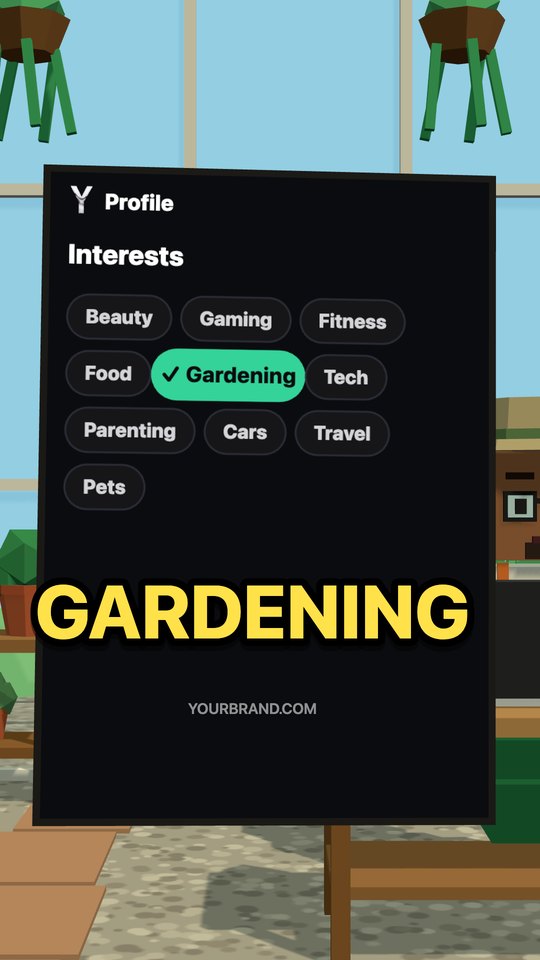 Y Profile
Interests
Beauty Gaming Fitness
Food ✓ Gardening Tech
Parenting Cars Travel
Pets
GARDENING
YOURBRAND.COM